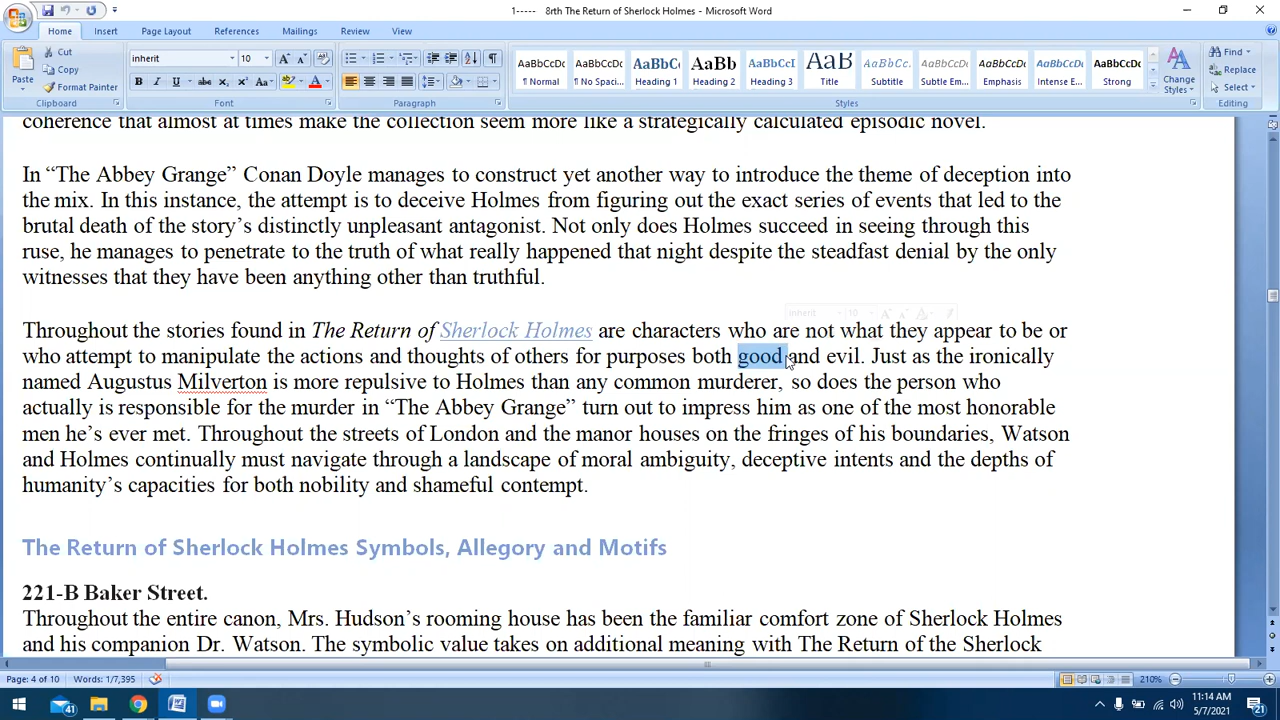 1----- 8rth The Return of Sherlock Holmes - Microsoft Word
Home Insert Page Layout References Mailings Review View
Cut
Copy
Format Painter
Paste
Clipboard
inherit 10
B I U abc x₂ x² Aa
Font
Paragraph
AaBbCcDc AaBbCcDc AaBbC AaBb AaBbCcI AaB AaBbCcDc AaBbCcDc AaBbCcDc AaBbCcDc AaBbCcDc
¶ Normal ¶ No Spaci... Heading 1 Heading 2 Heading 3 Title Subtitle Subtle Em... Emphasis Intense E... Strong
Styles
Change Styles
Find
Replace
Select
Editing
coherence that almost at times make the collection seem more like a strategically calculated episodic novel.
In “The Abbey Grange” Conan Doyle manages to construct yet another way to introduce the theme of deception into
the mix. In this instance, the attempt is to deceive Holmes from figuring out the exact series of events that led to the
brutal death of the story’s distinctly unpleasant antagonist. Not only does Holmes succeed in seeing through this
ruse, he manages to penetrate to the truth of what really happened that night despite the steadfast denial by the only
witnesses that they have been anything other than truthful.
inherit 10
Throughout the stories found in The Return of Sherlock Holmes are characters who are not what they appear to be or
who attempt to manipulate the actions and thoughts of others for purposes both good and evil. Just as the ironically
named Augustus Milverton is more repulsive to Holmes than any common murderer, so does the person who
actually is responsible for the murder in “The Abbey Grange” turn out to impress him as one of the most honorable
men he’s ever met. Throughout the streets of London and the manor houses on the fringes of his boundaries, Watson
and Holmes continually must navigate through a landscape of moral ambiguity, deceptive intents and the depths of
humanity’s capacities for both nobility and shameful contempt.
The Return of Sherlock Holmes Symbols, Allegory and Motifs
221-B Baker Street.
Throughout the entire canon, Mrs. Hudson’s rooming house has been the familiar comfort zone of Sherlock Holmes
and his companion Dr. Watson. The symbolic value takes on additional meaning with The Return of the Sherlock
Page: 4 of 10 Words: 1/7,395 210%
41
11:14 AM
5/7/2021
21